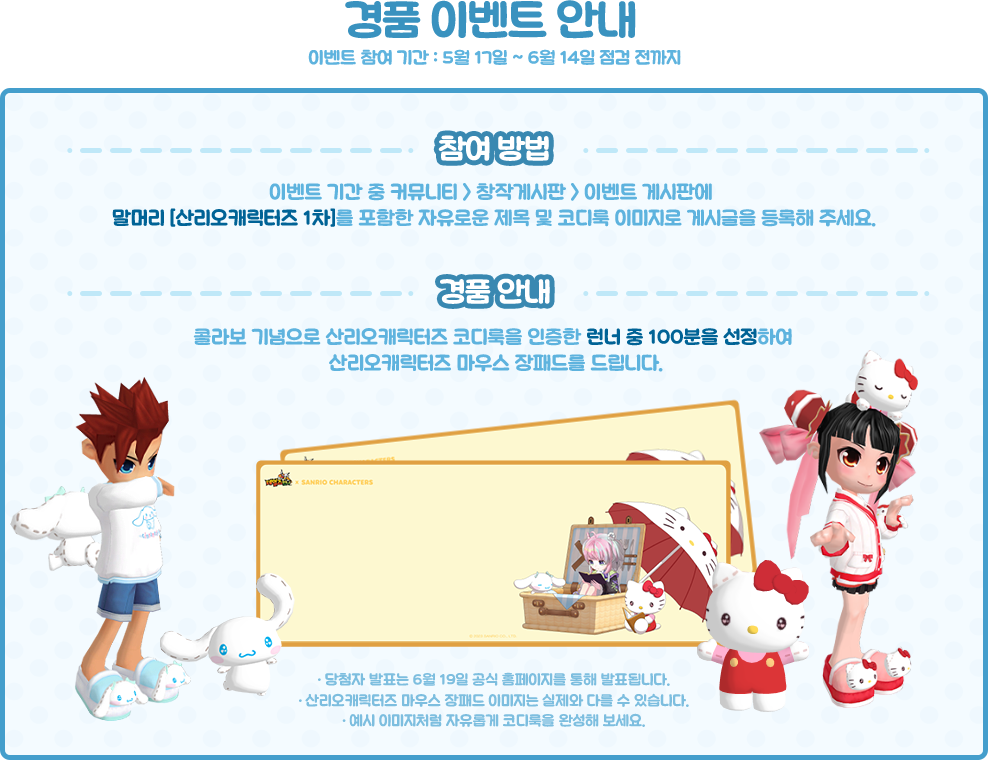 경품 이벤트 안내
이벤트 참여 기간 : 5월 17일 ~ 6월 14일 점검 전까지
참여 방법
이벤트 기간 중 커뮤니티 > 창작게시판 > 이벤트 게시판에
말머리 [산리오캐릭터즈 1차]를 포함한 자유로운 제목 및 코디룩 이미지로 게시글을 등록해 주세요.
경품 안내
콜라보 기념으로 산리오캐릭터즈 코디룩을 인증한 런너 중 100분을 선정하여
산리오캐릭터즈 마우스 장패드를 드립니다.
× SANRIO CHARACTERS
· 당첨자 발표는 6월 19일 공식 홈페이지를 통해 발표됩니다.
· 산리오캐릭터즈 마우스 장패드 이미지는 실제와 다를 수 있습니다.
· 예시 이미지처럼 자유롭게 코디룩을 완성해 보세요.